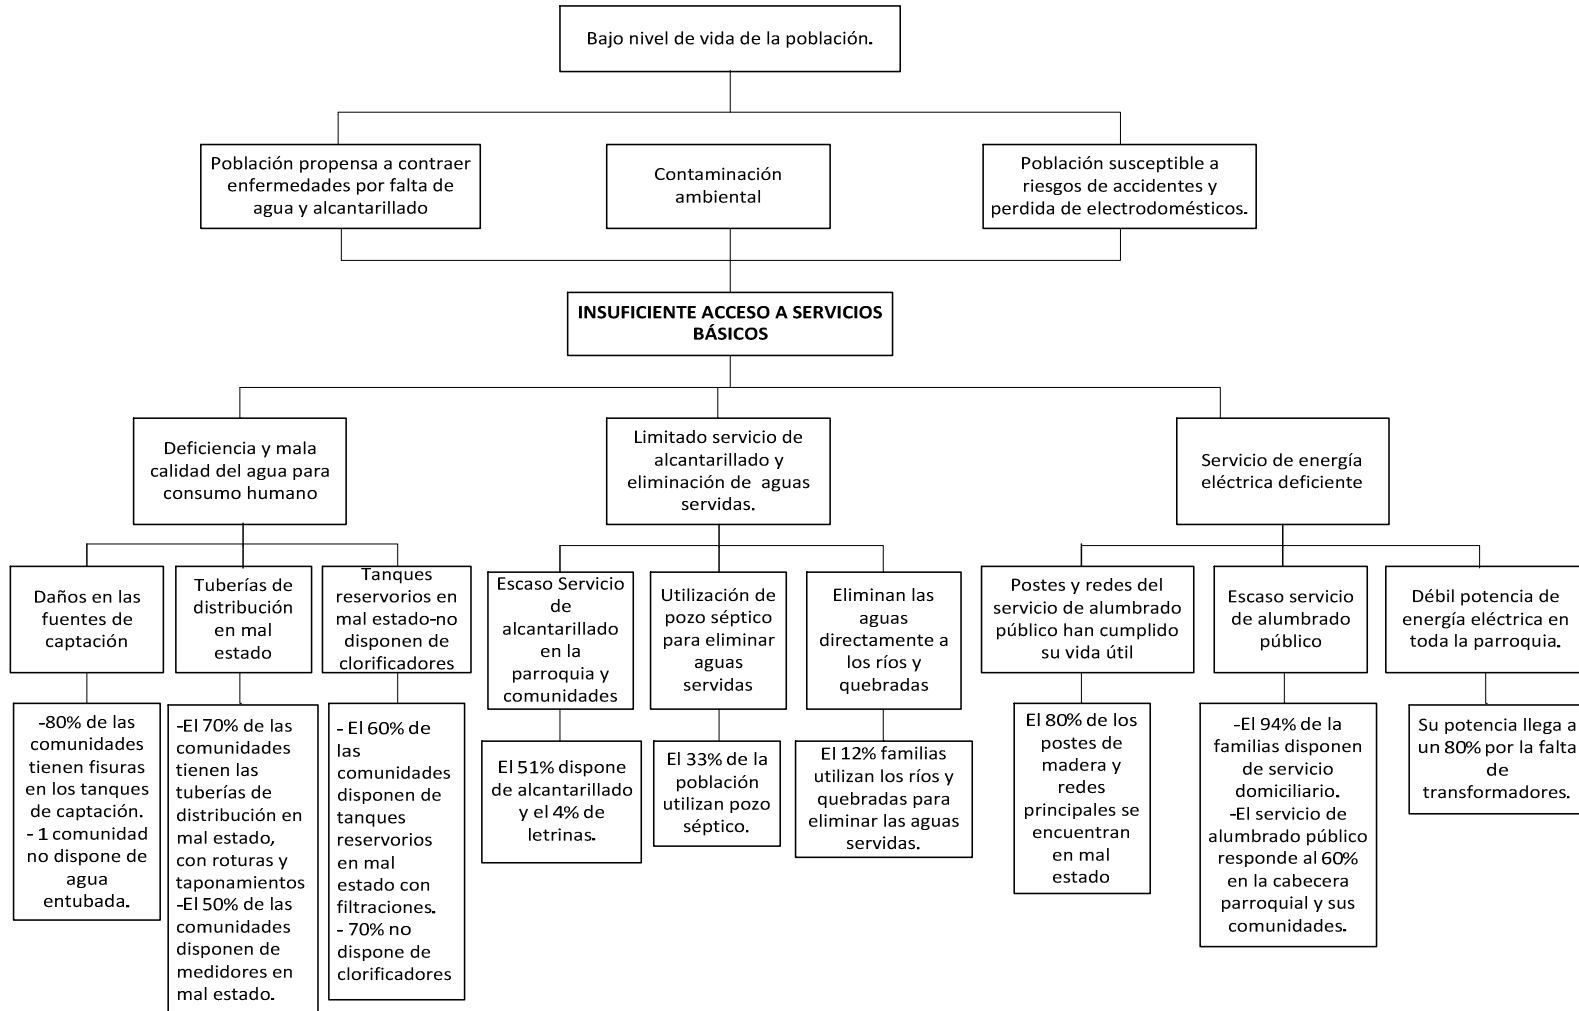 Bajo nivel de vida de la población.
Población propensa a contraer
enfermedades por falta de
agua y alcantarillado
Contaminación
ambiental
Población susceptible a
riesgos de accidentes y
perdida de electrodomésticos.
INSUFICIENTE ACCESO A SERVICIOS
BÁSICOS
Deficiencia y mala
calidad del agua para
consumo humano
Limitado servicio de
alcantarillado y
eliminación de aguas
servidas.
Servicio de energía
eléctrica deficiente
Daños en las
fuentes de
captación
Tuberías de
distribución
en mal
estado
Tanques
reservorios en
mal estado-no
disponen de
clorificadores
Escaso Servicio
de
alcantarillado
en la
parroquia y
comunidades
Utilización de
pozo séptico
para eliminar
aguas
servidas
Eliminan las
aguas
directamente a
los ríos y
quebradas
Postes y redes del
servicio de alumbrado
público han cumplido
su vida útil
Escaso servicio
de alumbrado
público
Débil potencia de
energía eléctrica en
toda la parroquia.
-80% de las
comunidades
tienen fisuras
en los tanques
de captación.
- 1 comunidad
no dispone de
agua
entubada.
-El 70% de las
comunidades
tienen las
tuberías de
distribución en
mal estado,
con roturas y
taponamientos
-El 50% de las
comunidades
disponen de
medidores en
mal estado.
- El 60% de
las
comunidades
disponen de
tanques
reservorios
en mal
estado con
filtraciones.
- 70% no
dispone de
clorificadores
El 51% dispone
de alcantarillado
y el 4% de
letrinas.
El 33% de la
población
utilizan pozo
séptico.
El 12% familias
utilizan los ríos y
quebradas para
eliminar las aguas
servidas.
El 80% de los
postes de
madera y
redes
principales se
encuentran
en mal
estado
-El 94% de la
familias disponen
de servicio
domiciliario.
-El servicio de
alumbrado público
responde al 60%
en la cabecera
parroquial y sus
comunidades.
Su potencia llega a
un 80% por la falta
de
transformadores.